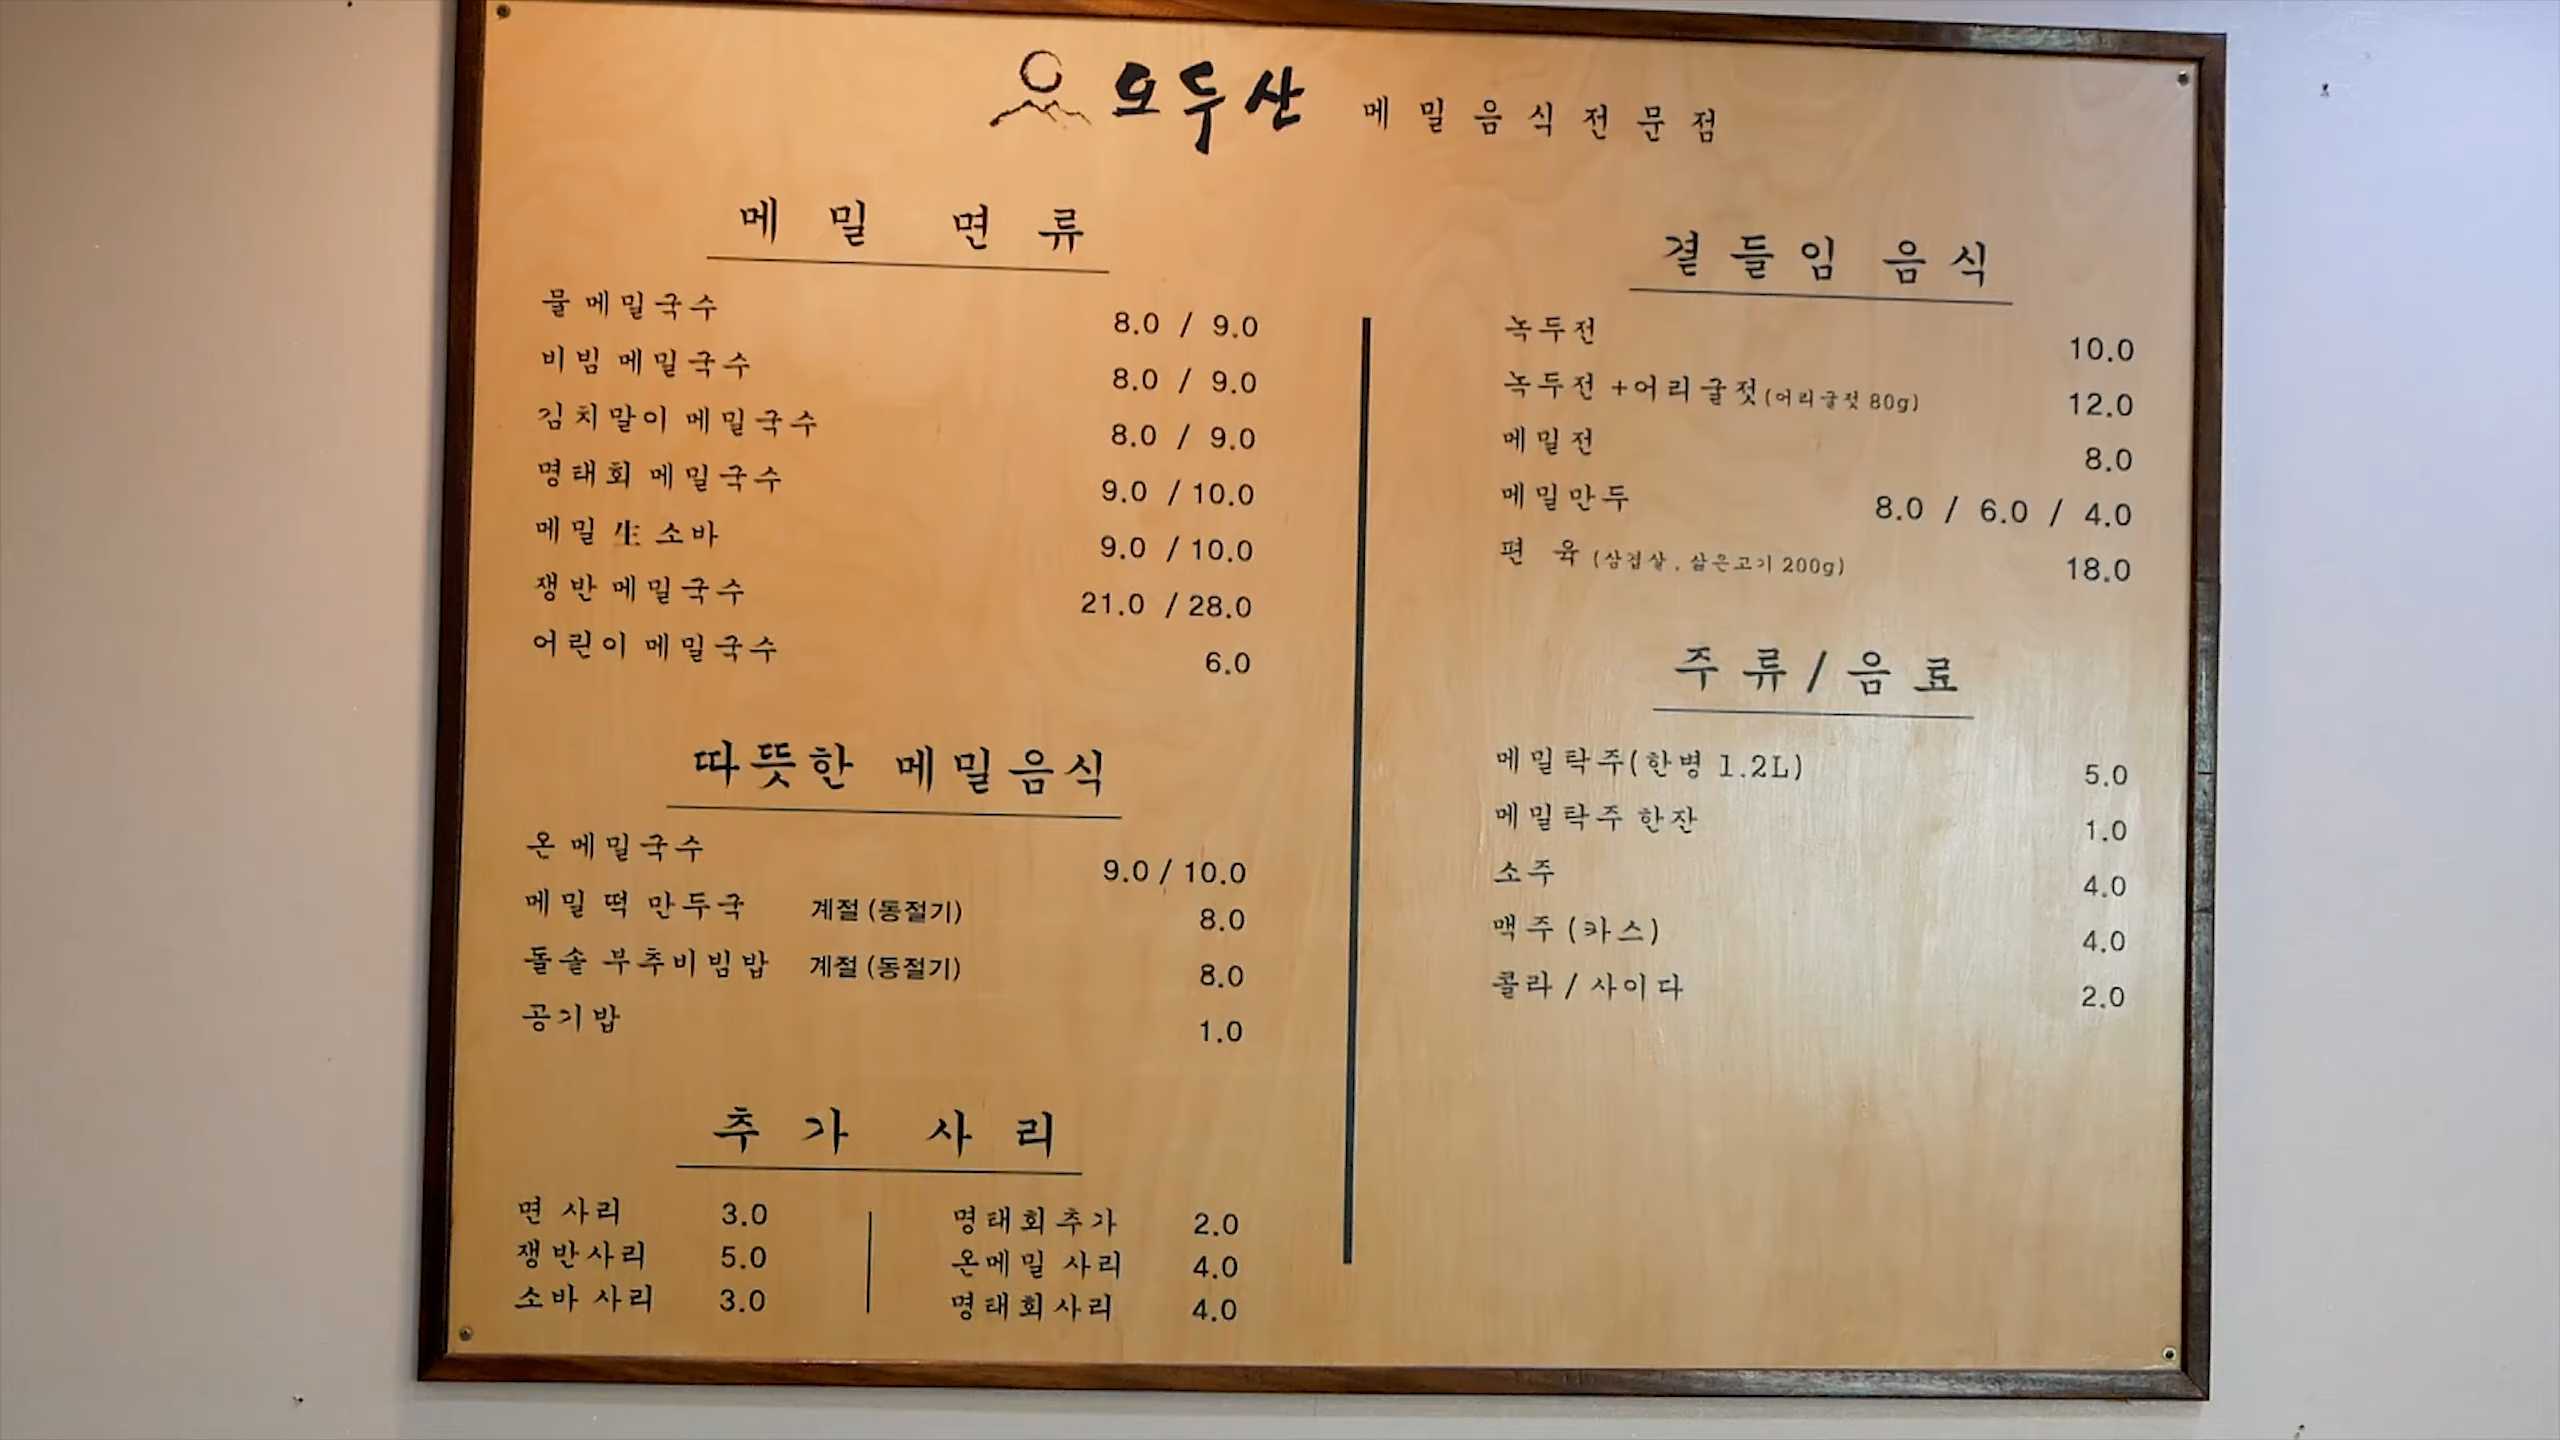 오두산 메밀음식전문점
메밀 면류
물메밀국수 8.0 / 9.0
비빔 메밀국수 8.0 / 9.0
김치말이 메밀국수 8.0 / 9.0
명태회 메밀국수 9.0 / 10.0
메밀 生 소바 9.0 / 10.0
쟁반 메밀국수 21.0 / 28.0
어린이 메밀국수 6.0
따뜻한 메밀음식
온메밀국수 9.0 / 10.0
메밀 떡 만두국 계절 (동절기) 8.0
돌솥 부추비빔밥 계절 (동절기) 8.0
공기밥 1.0
추가 사리
면 사리 3.0
쟁반사리 5.0
소바 사리 3.0
명태회추가 2.0
온메밀 사리 4.0
명태회사리 4.0
곁들임 음식
녹두전 10.0
녹두전 +어리굴젓 (어리굴젓 80g) 12.0
메밀전 8.0
메밀만두 8.0 / 6.0 / 4.0
편 육 (삼겹살, 삶은고기 200g) 18.0
주류/음료
메밀탁주(한병 1.2L) 5.0
메밀탁주 한잔 1.0
소주 4.0
맥주 (카스) 4.0
콜라 / 사이다 2.0